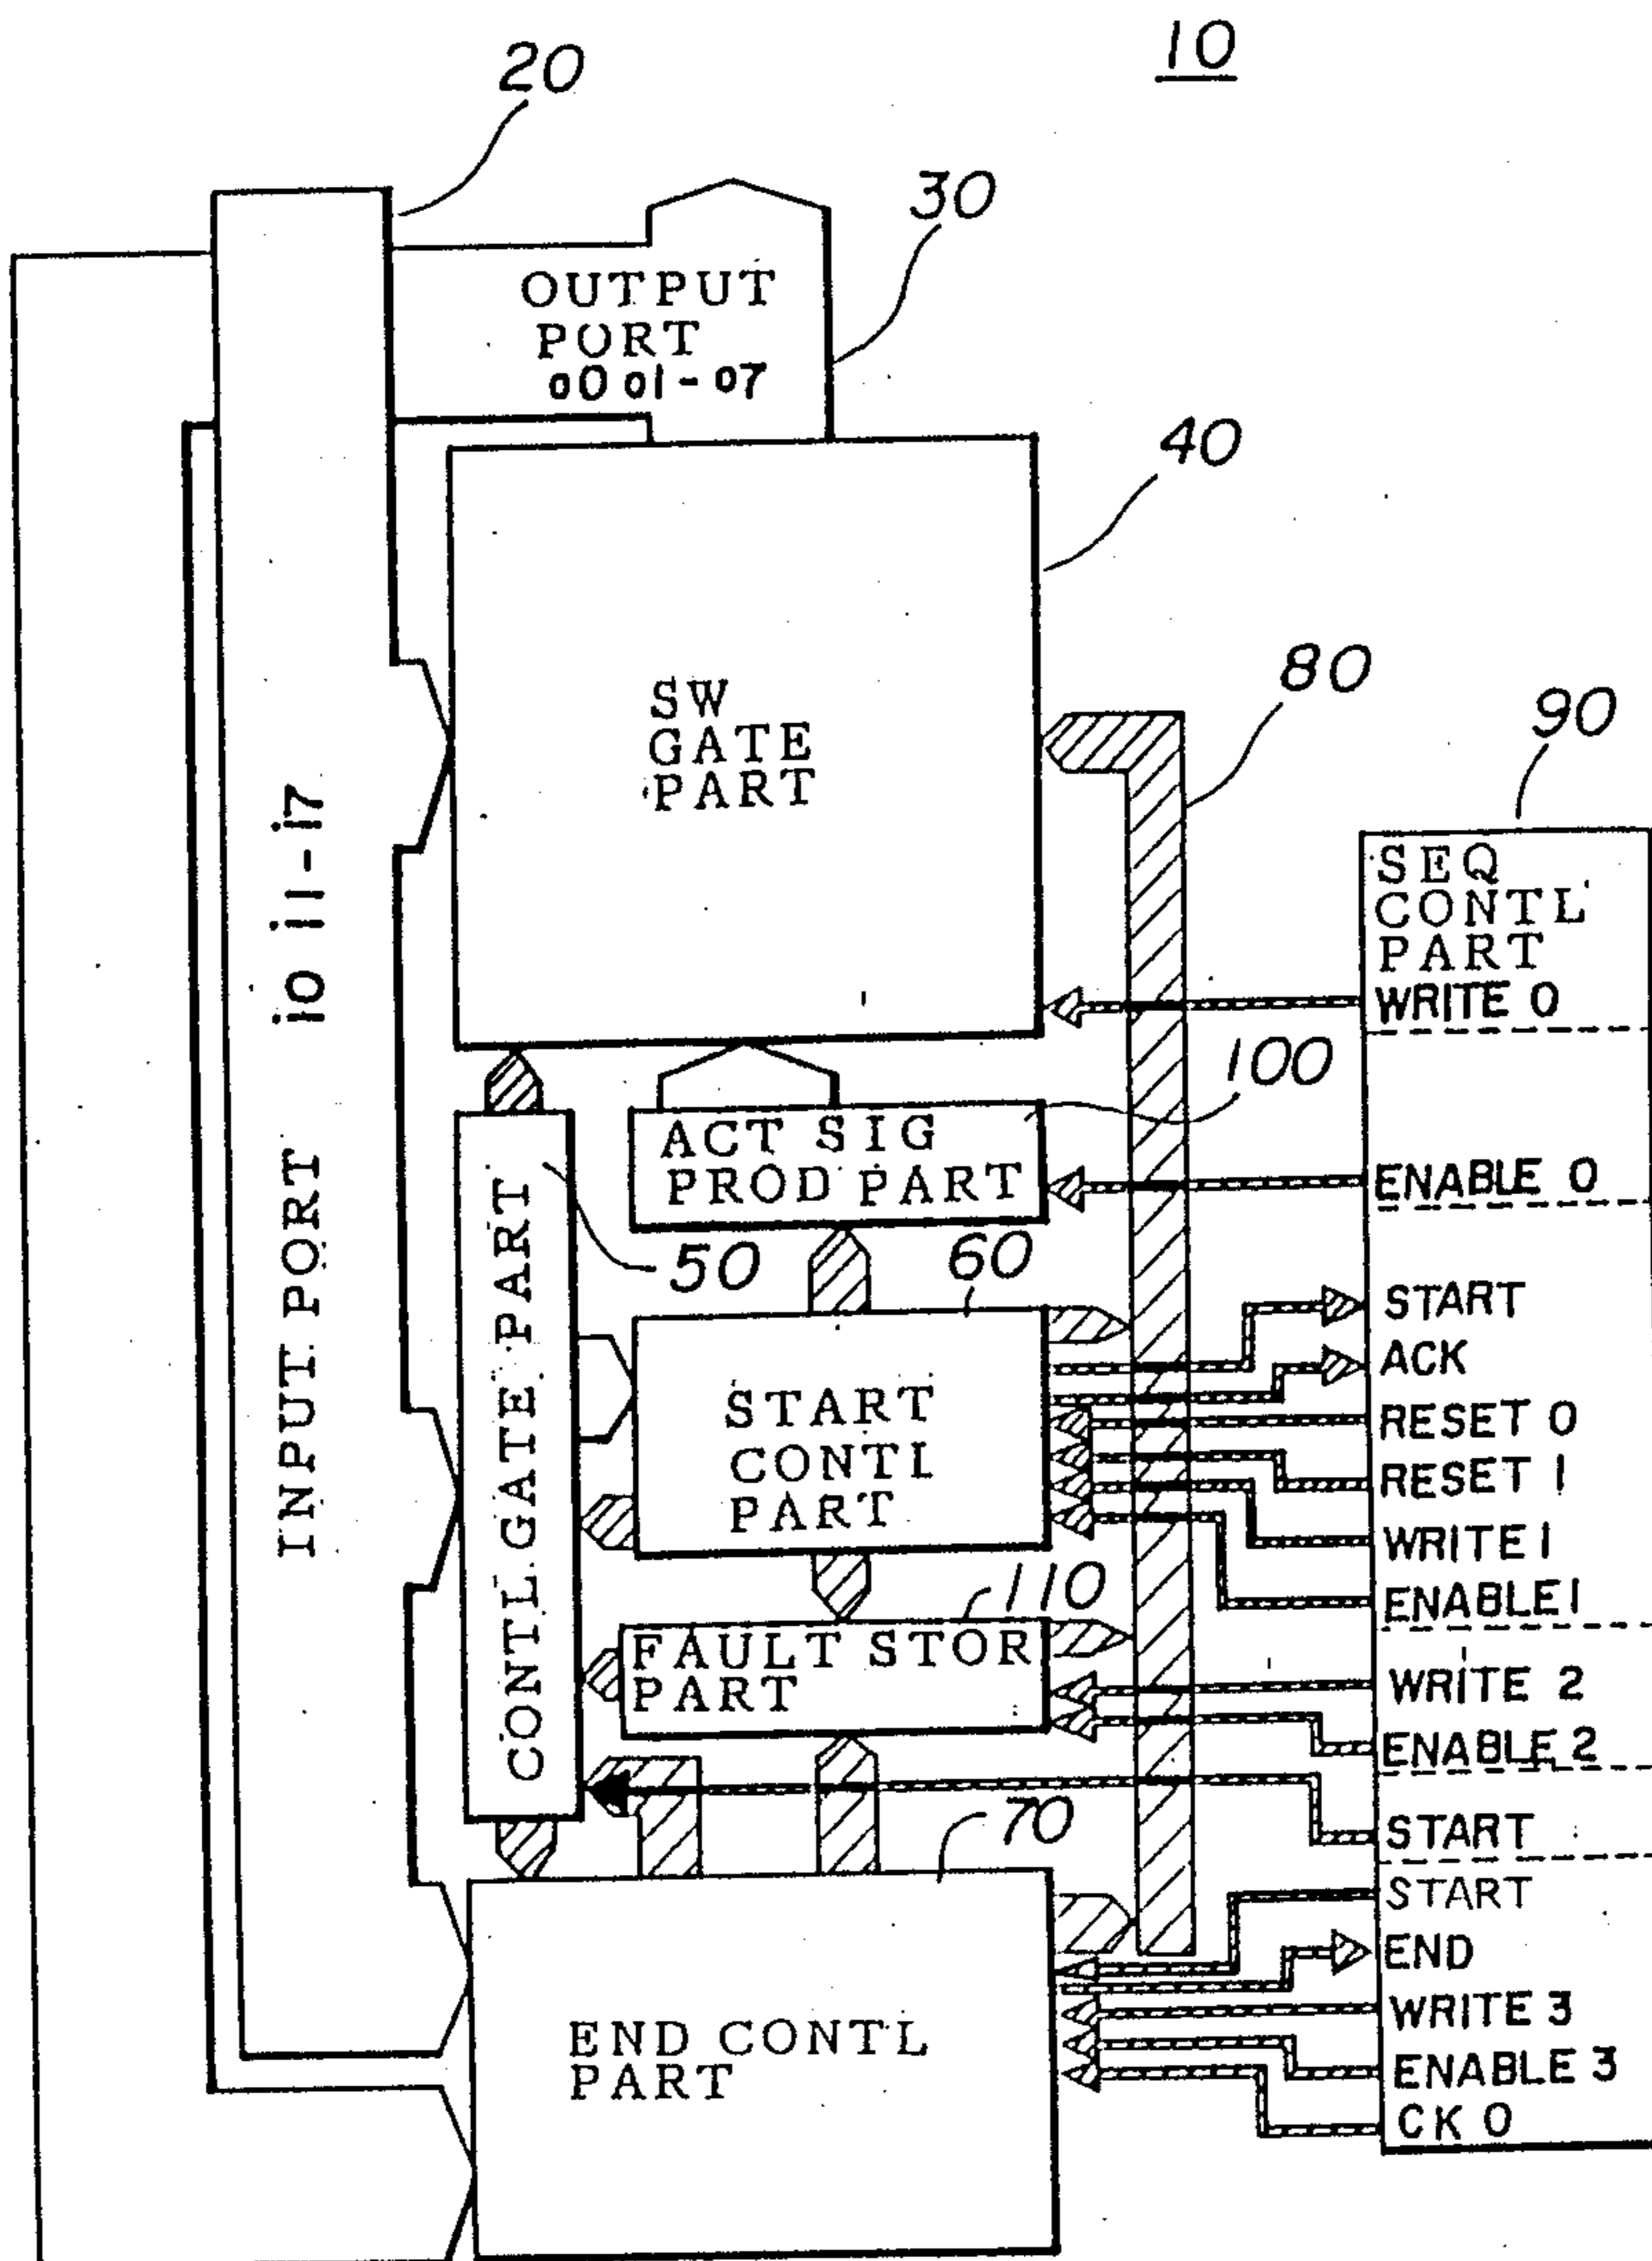 10
20
30
OUTPUT
PORT
o0 o1-o7
40
SW
GATE
PART
80
90
SEQ
CONTL
PART
WRITE 0
INPUT PORT i0 i1-i7
100
ACT SIG
PROD PART
ENABLE 0
CONTL GATE PART
50
60
START
CONTL
PART
START
ACK
RESET 0
RESET 1
WRITE 1
ENABLE 1
110
FAULT STOR
PART
WRITE 2
ENABLE 2
START
70
END CONTL
PART
START
END
WRITE 3
ENABLE 3
CK 0